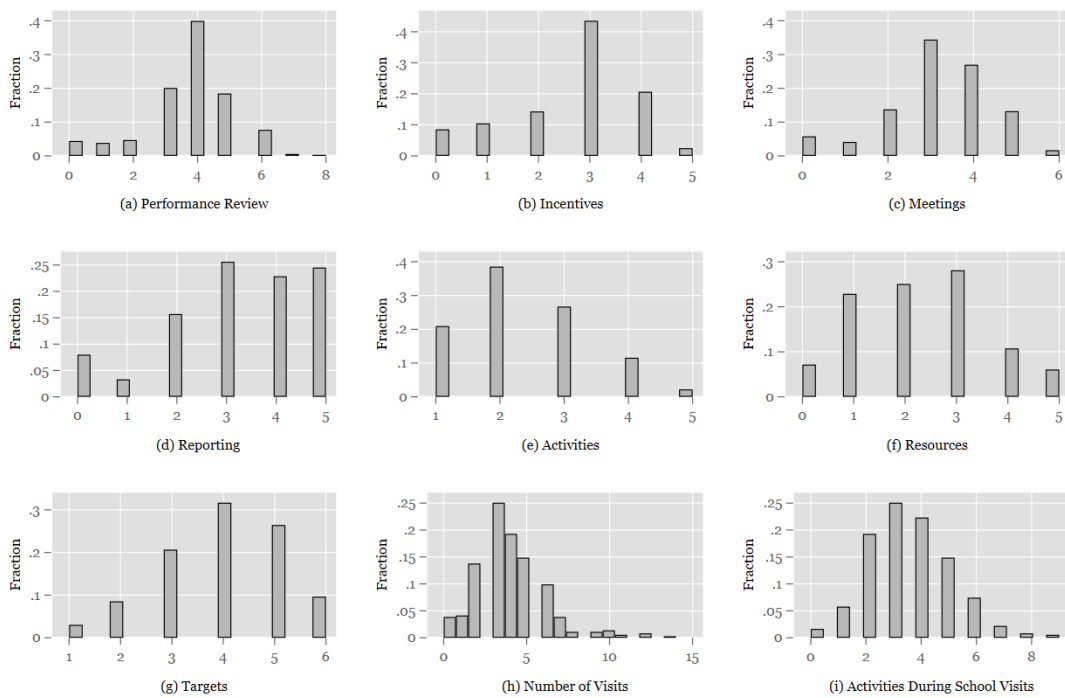 Fraction
.4
.3
.2
.1
0
0 2 4 6 8
(a) Performance Review
Fraction
.4
.3
.2
.1
0
0 1 2 3 4 5
(b) Incentives
Fraction
.4
.3
.2
.1
0
0 2 4 6
(c) Meetings
Fraction
.25
.2
.15
.1
.05
0
0 1 2 3 4 5
(d) Reporting
Fraction
.4
.3
.2
.1
0
1 2 3 4 5
(e) Activities
Fraction
.3
.2
.1
0
0 1 2 3 4 5
(f) Resources
Fraction
.3
.2
.1
0
1 2 3 4 5 6
(g) Targets
Fraction
.25
.2
.15
.1
.05
0
0 5 10 15
(h) Number of Visits
Fraction
.25
.2
.15
.1
.05
0
0 2 4 6 8
(i) Activities During School Visits